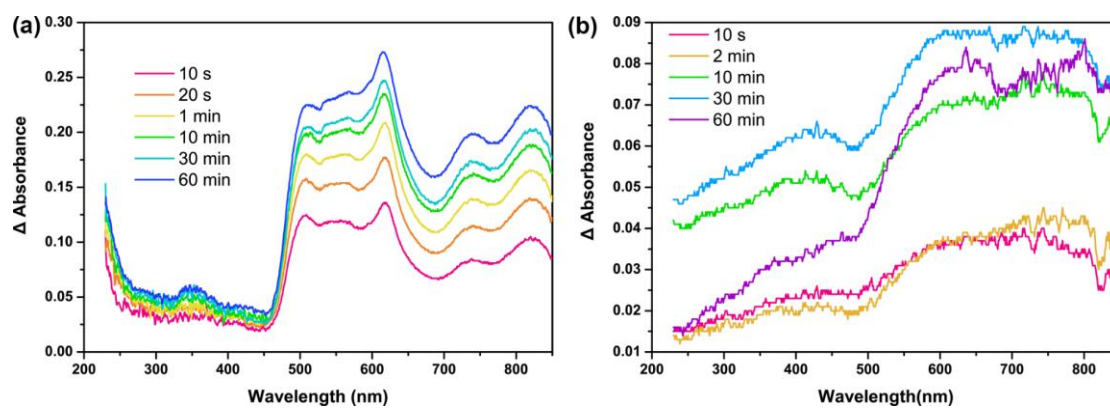 (a)
0.30
0.25
0.20
0.15
0.10
0.05
0.00
Δ Absorbance
10 s
20 s
1 min
10 min
30 min
60 min
200 300 400 500 600 700 800
Wavelength (nm)
(b)
0.09
0.08
0.07
0.06
0.05
0.04
0.03
0.02
0.01
Δ Absorbance
10 s
2 min
10 min
30 min
60 min
200 300 400 500 600 700 800
Wavelength(nm)